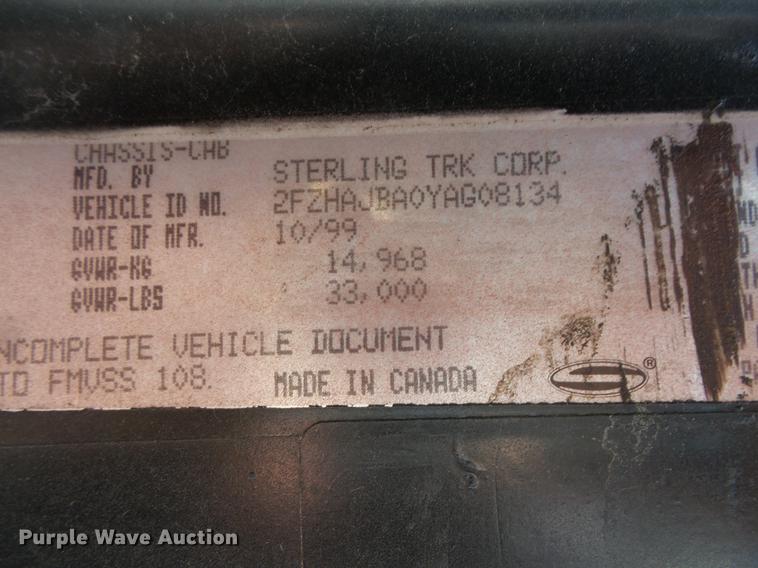 CHASSIS-CAB
MFD. BY STERLING TRK CORP.
VEHICLE ID NO. 2FZHAJBA0YAG08134
DATE OF MFR. 10/99
GVWR-KG 14,968
GVWR-LBS 33,000
NCOMPLETE VEHICLE DOCUMENT
TO FMVSS 108. MADE IN CANADA
®
Purple Wave Auction